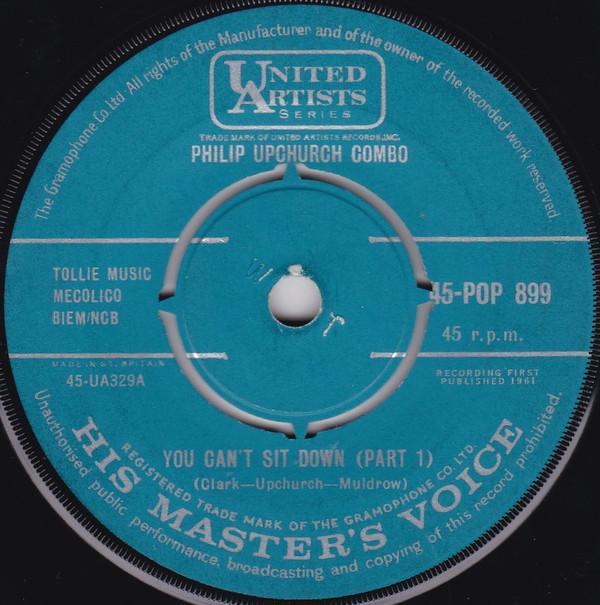 The Gramophone Co Ltd· All rights of the Manufacturer and of the owner of the recorded work reserved.
UNITED
ARTISTS
SERIES
TRADE MARK OF UNITED ARTISTS RECORDS, INC.
PHILIP UPCHURCH COMBO
TOLLIE MUSIC
MECOLICO
BIEM/NCB
45-POP 899
45 r.p.m.
MADE IN GT. BRITAIN
45-UA329A
RECORDING FIRST
PUBLISHED 1961
YOU CAN'T SIT DOWN (PART 1)
(Clark—Upchurch—Muldrow)
REGISTERED TRADE MARK OF THE GRAMOPHONE CO. LTD.
HIS MASTER'S VOICE
Unauthorised public performance, broadcasting and copying of this record prohibited.